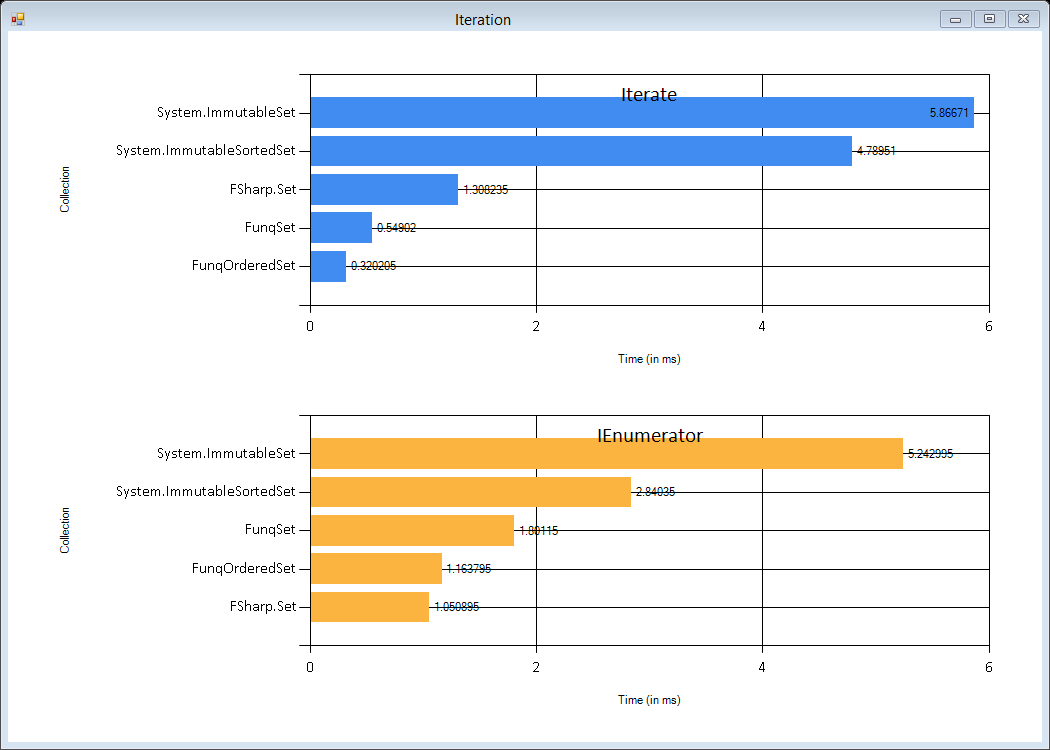 Iteration
Iterate
System.ImmutableSet
5.86671
System.ImmutableSortedSet
4.78951
FSharp.Set
1.308235
FunqSet
0.54902
FunqOrderedSet
0.320205
Collection
0 2 4 6
Time (in ms)
IEnumerator
System.ImmutableSet
5.242995
System.ImmutableSortedSet
2.84035
FunqSet
1.80115
FunqOrderedSet
1.163795
FSharp.Set
1.050895
Collection
0 2 4 6
Time (in ms)